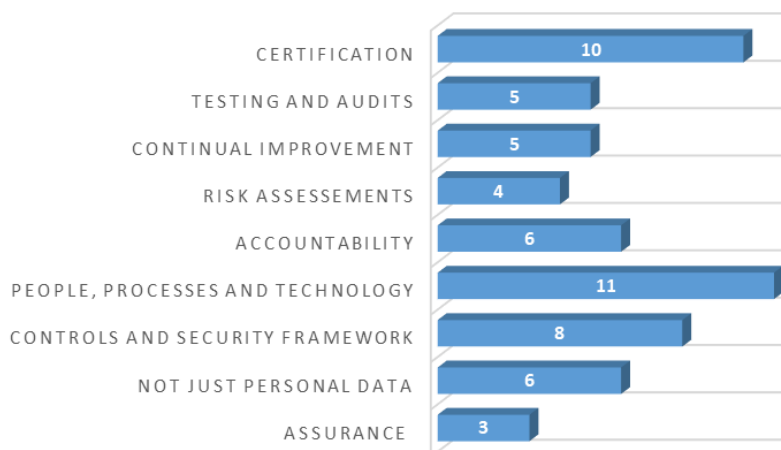 CERTIFICATION 10
TESTING AND AUDITS 5
CONTINUAL IMPROVEMENT 5
RISK ASSESSEMENTS 4
ACCOUNTABILITY 6
PEOPLE, PROCESSES AND TECHNOLOGY 11
CONTROLS AND SECURITY FRAMEWORK 8
NOT JUST PERSONAL DATA 6
ASSURANCE 3